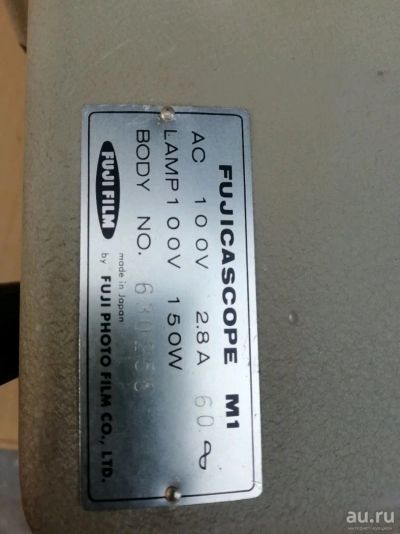 FUJICASCOPE M1
AC 100V 2.8A 60
LAMP 100V 150W
BODY NO. 630255
FUJI FILM
made in Japan
by FUJI PHOTO FILM CO., LTD.
au.ru